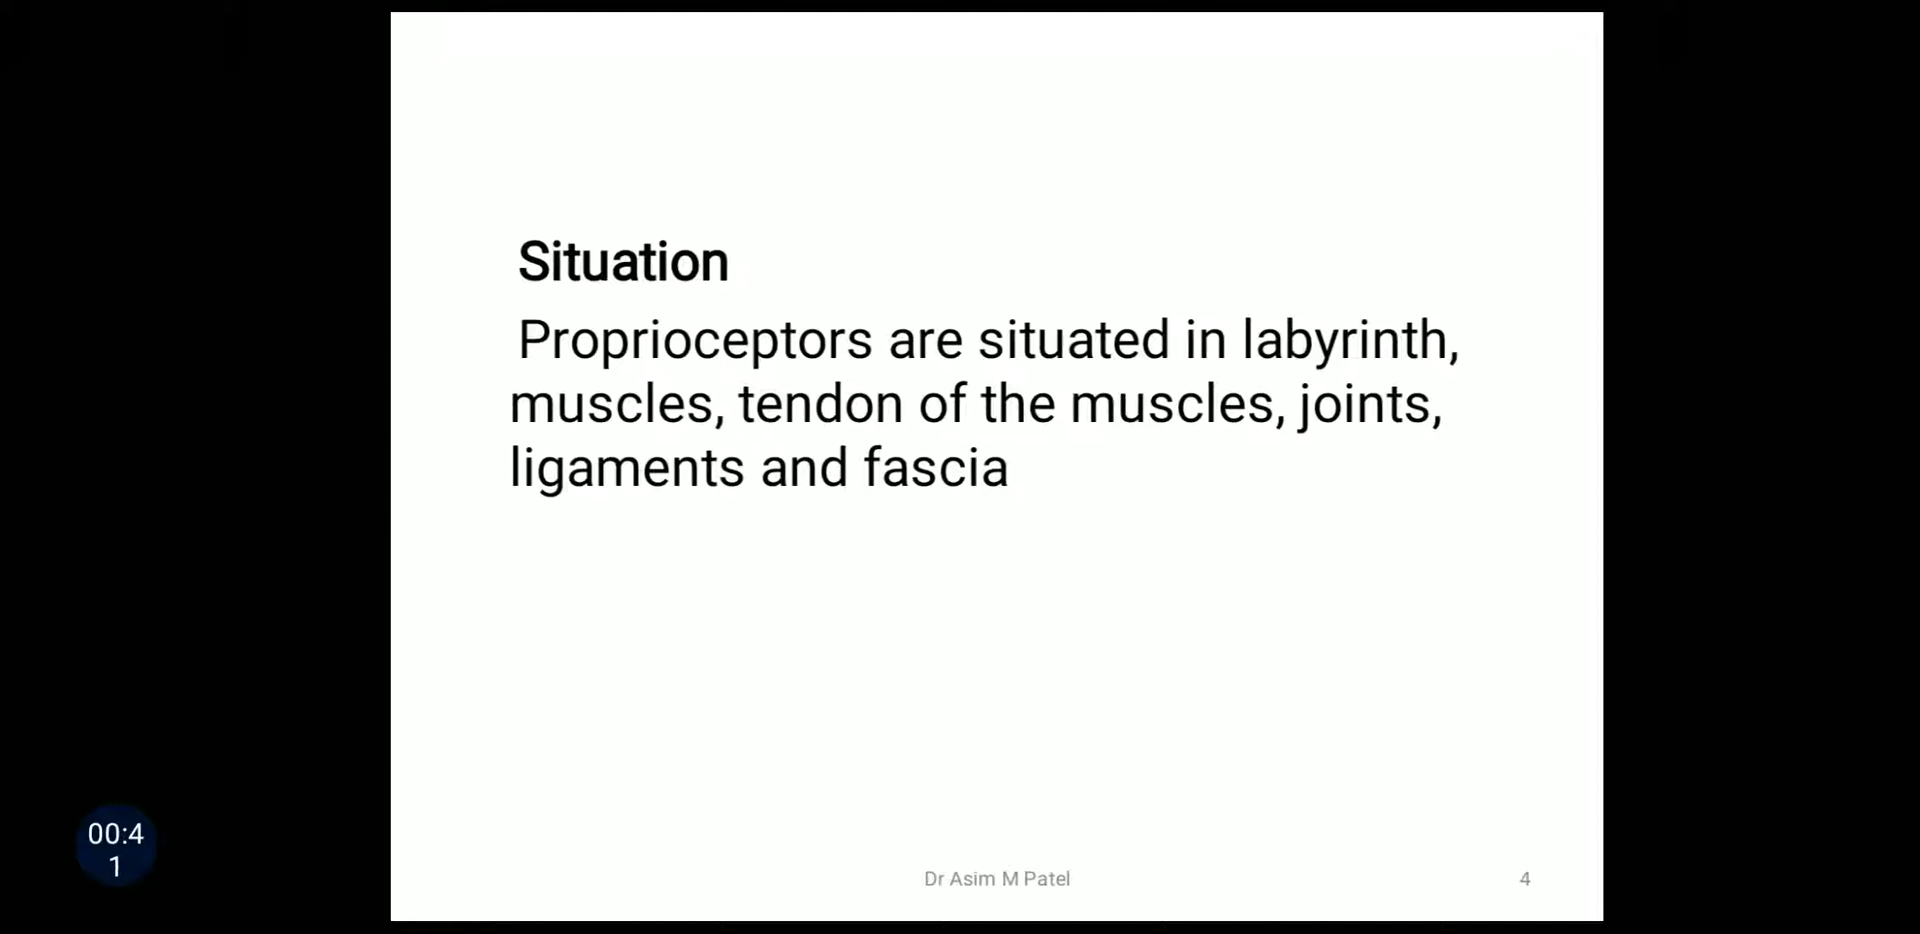 Situation
Proprioceptors are situated in labyrinth,
muscles, tendon of the muscles, joints,
ligaments and fascia
00:4
1
Dr Asim M Patel
4